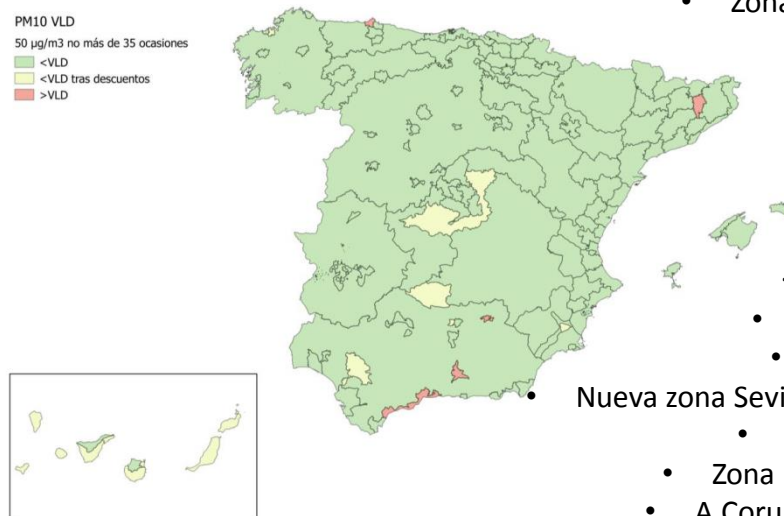 PM10 VLD
50 µg/m3 no más de 35 ocasiones
<VLD
<VLD tras descuentos
>VLD
• Zona
•
•
• Nueva zona Sevi
•
• Zona
• A Coru